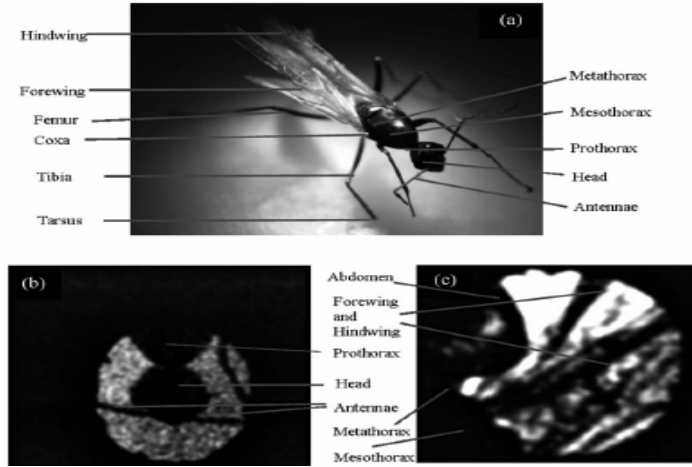 (a)
Hindwing
Forewing
Femur
Coxa
Tibia
Tarsus
Metathorax
Mesothorax
Prothorax
Head
Antennae
(b)
Abdomen
Forewing
and
Hindwing
Prothorax
Head
Antennae
Metathorax
Mesothorax
(c)